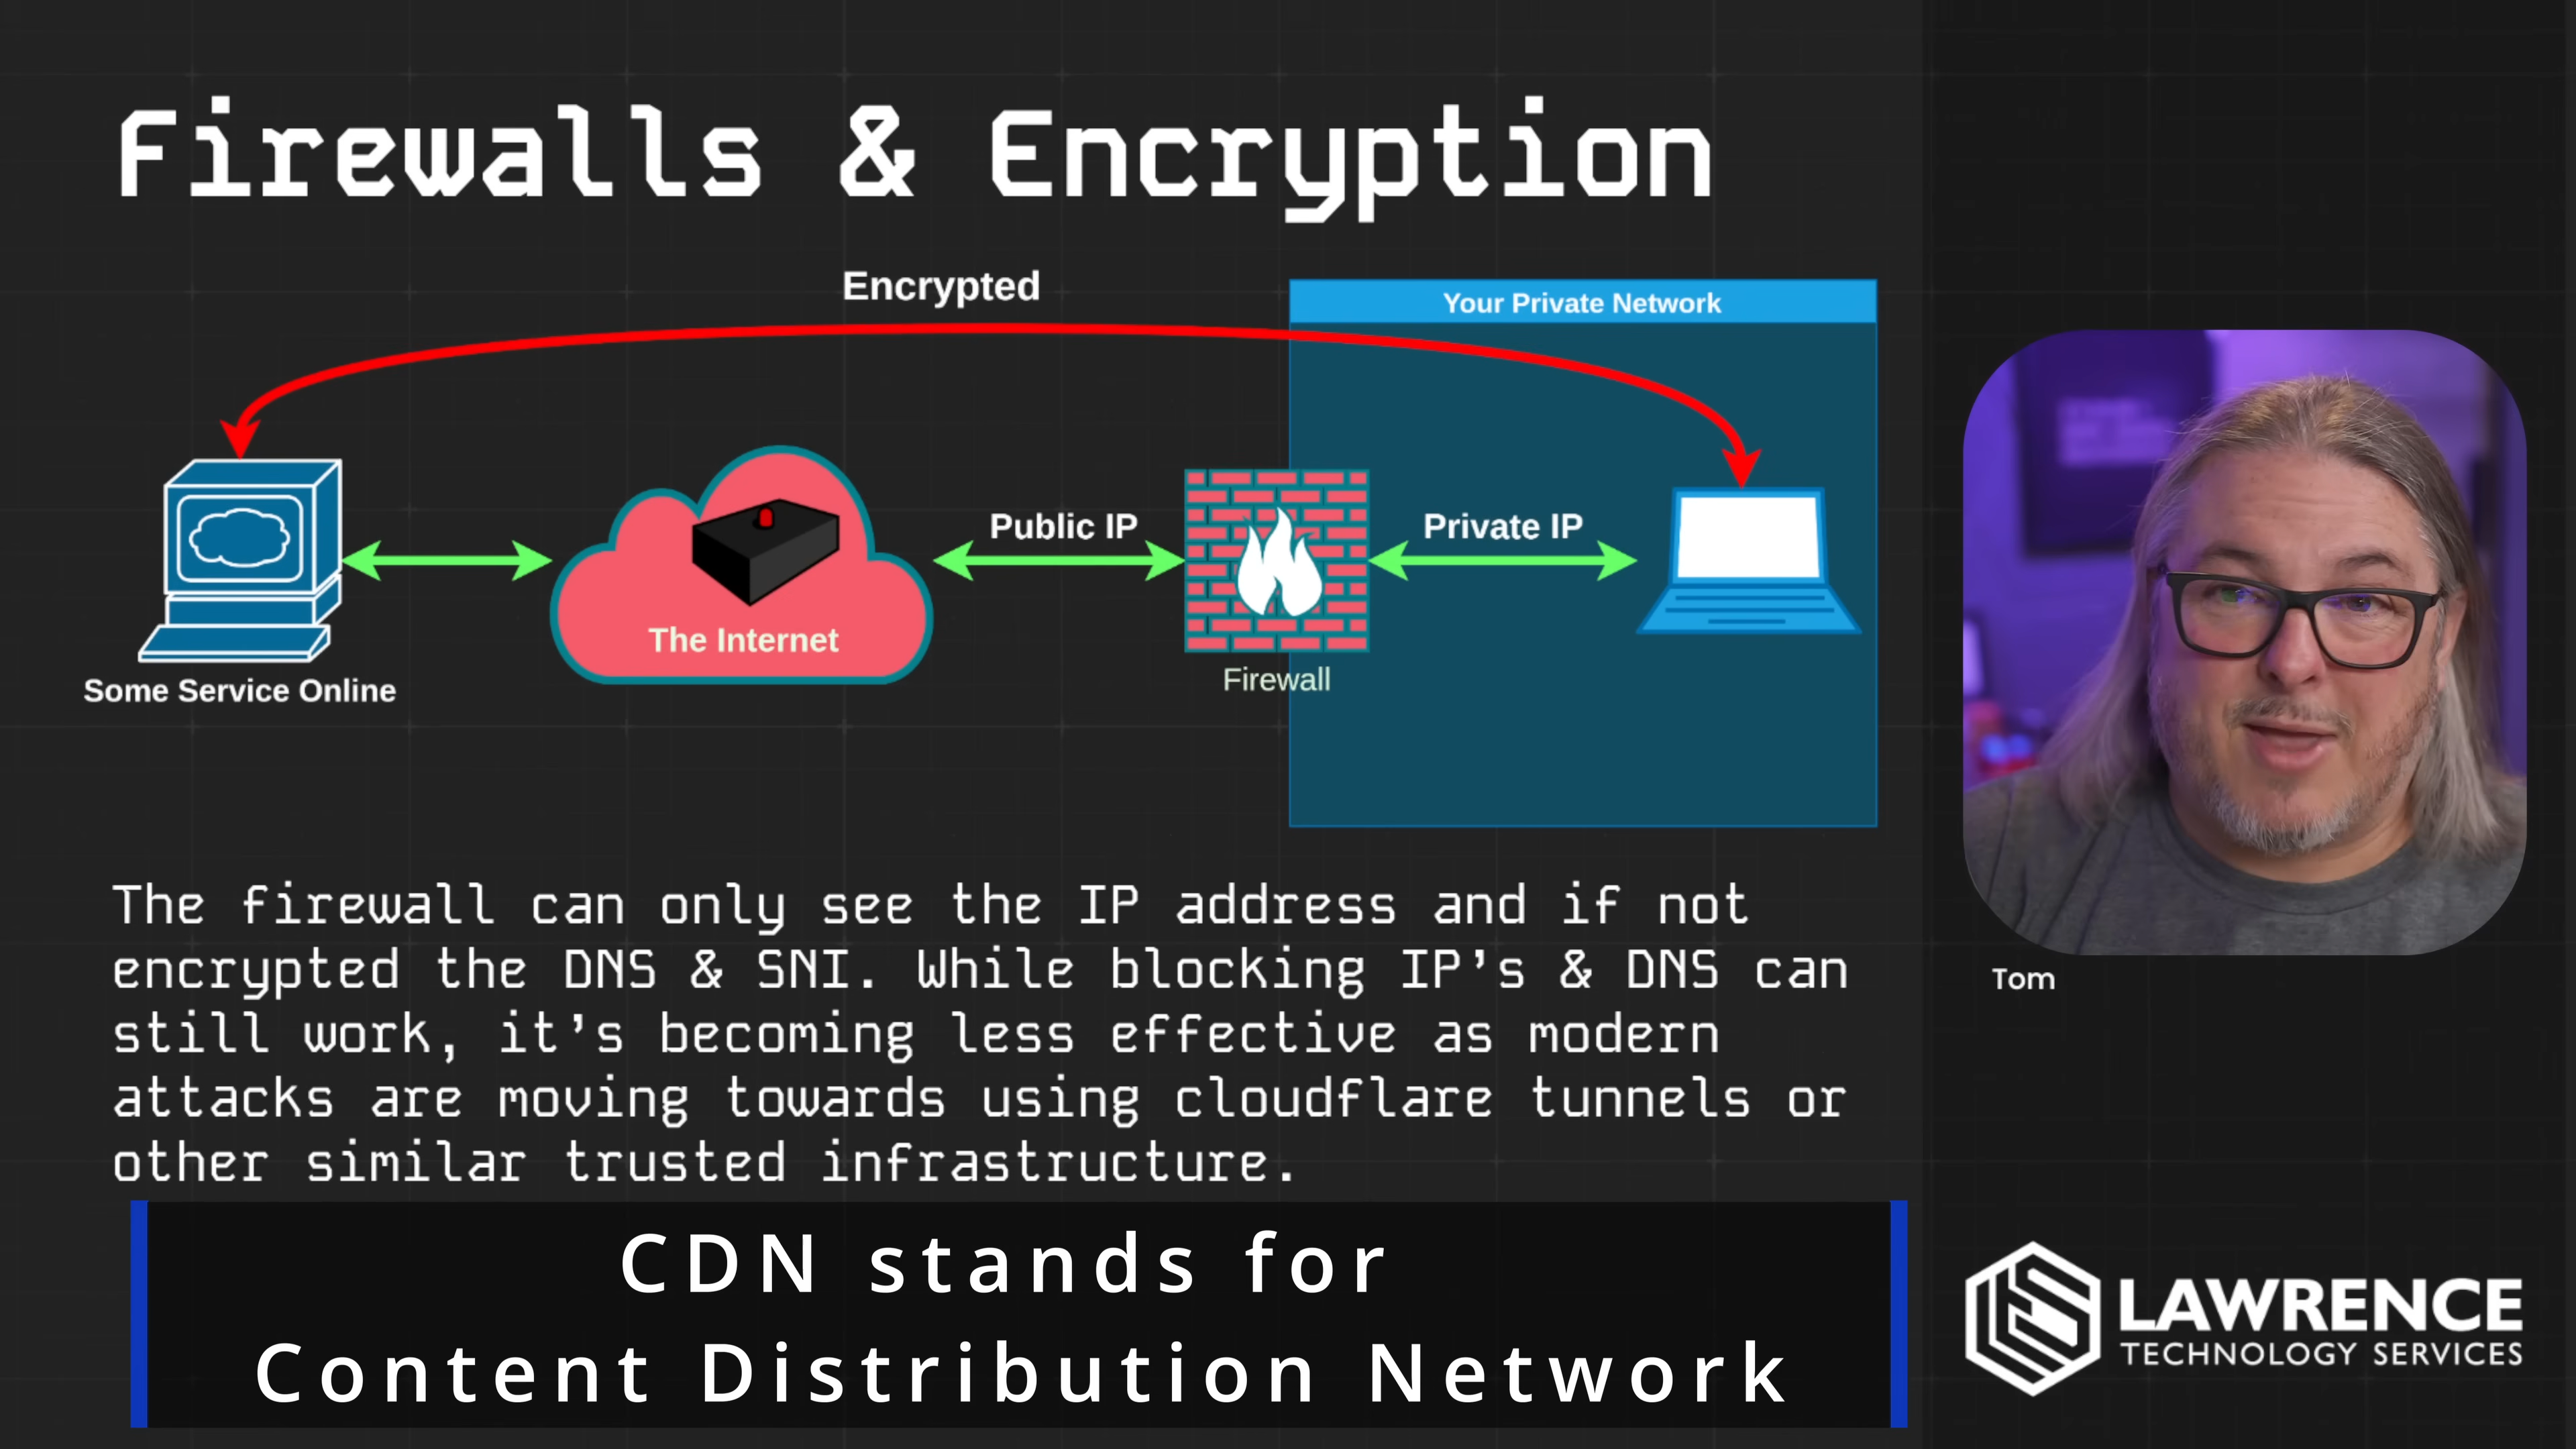 Firewalls & Encryption
Encrypted
Your Private Network
Public IP
Private IP
The Internet
Firewall
Some Service Online
The firewall can only see the IP address and if not
encrypted the DNS & SNI. While blocking IP's & DNS can
still work, it's becoming less effective as modern
attacks are moving towards using cloudflare tunnels or
other similar trusted infrastructure.
Tom
CDN stands for
Content Distribution Network
LAWRENCE
TECHNOLOGY SERVICES